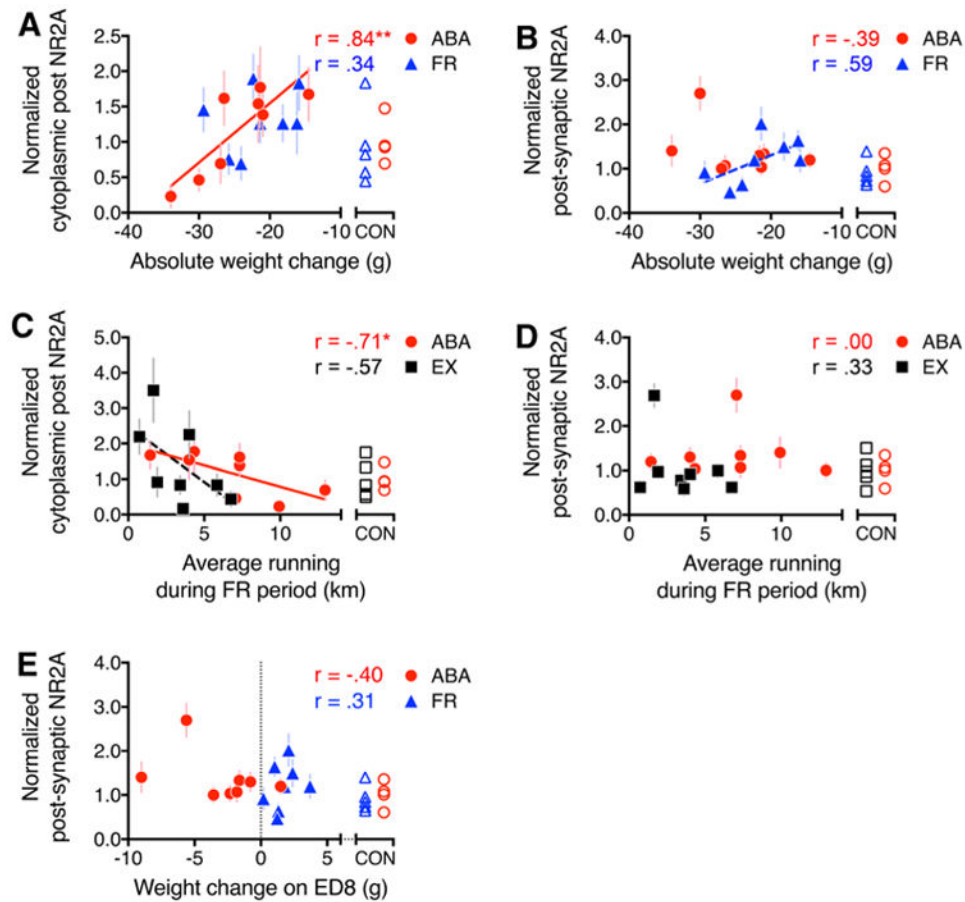 A
Normalized
cytoplasmic post NR2A
2.5
2.0
1.5
1.0
0.5
0.0
r = .84** ABA
r = .34 FR
-40 -30 -20 -10 CON
Absolute weight change (g)
B
Normalized
post-synaptic NR2A
4.0
3.0
2.0
1.0
0.0
r = -.39 ABA
r = .59 FR
-40 -30 -20 -10 CON
Absolute weight change (g)
C
Normalized
cytoplasmic post NR2A
5.0
4.0
3.0
2.0
1.0
0.0
r = -.71* ABA
r = -.57 EX
0 5 10 CON
Average running
during FR period (km)
D
Normalized
post-synaptic NR2A
4.0
3.0
2.0
1.0
0.0
r = .00 ABA
r = .33 EX
0 5 10 CON
Average running
during FR period (km)
E
Normalized
post-synaptic NR2A
4.0
3.0
2.0
1.0
0.0
r = -.40 ABA
r = .31 FR
-10 -5 0 5 CON
Weight change on ED8 (g)